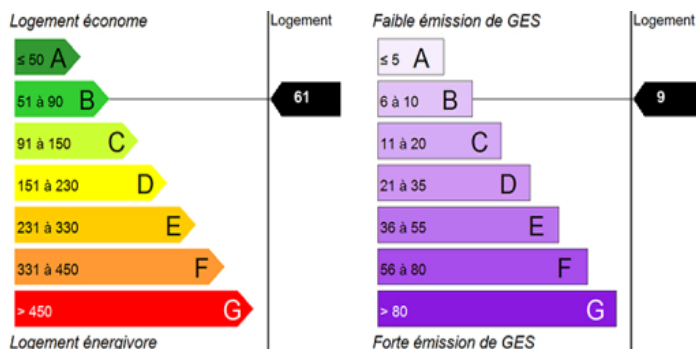 Logement économe
Logement
≤ 50 A
51 à 90 B
61
91 à 150 C
151 à 230 D
231 à 330 E
331 à 450 F
> 450 G
Logement énergivore
Faible émission de GES
Logement
≤ 5 A
6 à 10 B
9
11 à 20 C
21 à 35 D
36 à 55 E
56 à 80 F
> 80 G
Forte émission de GES